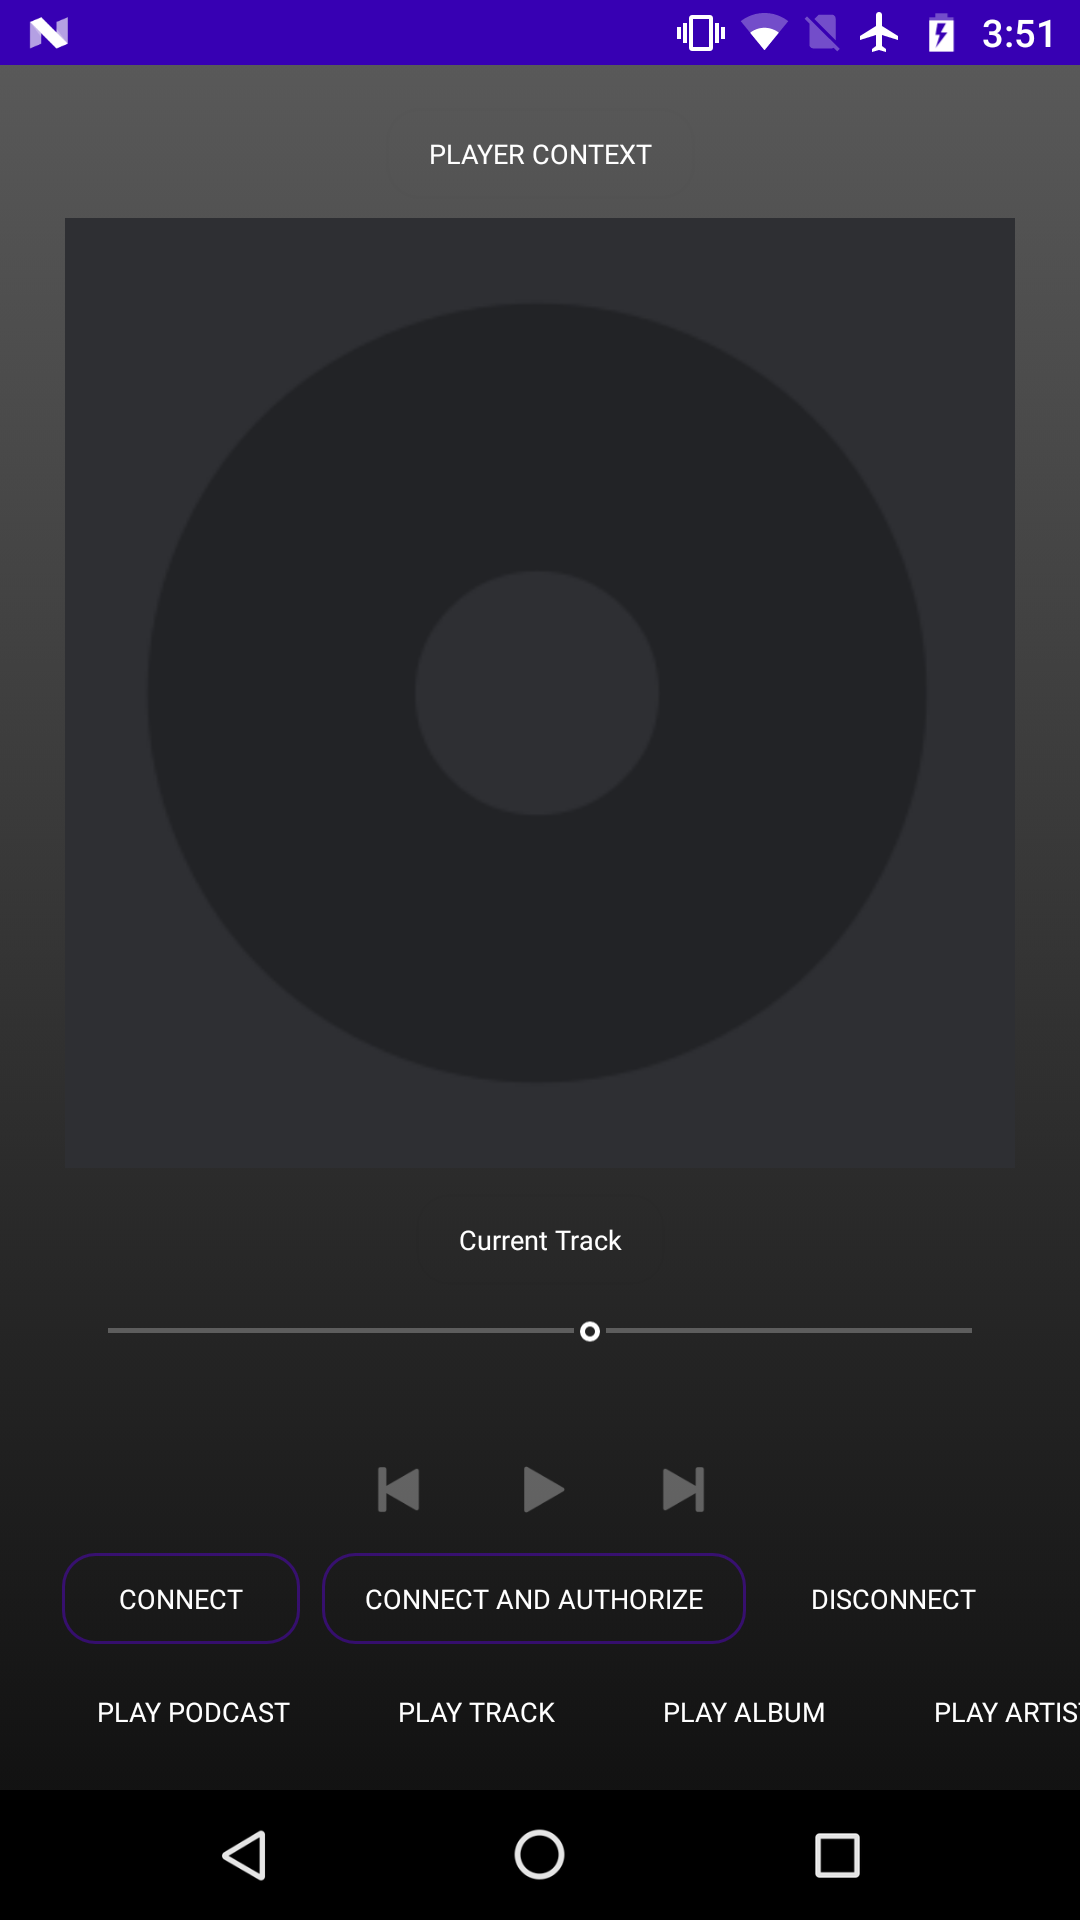 3:51
PLAYER CONTEXT
Current Track
CONNECT CONNECT AND AUTHORIZE DISCONNECT
PLAY PODCAST PLAY TRACK PLAY ALBUM PLAY ARTIS